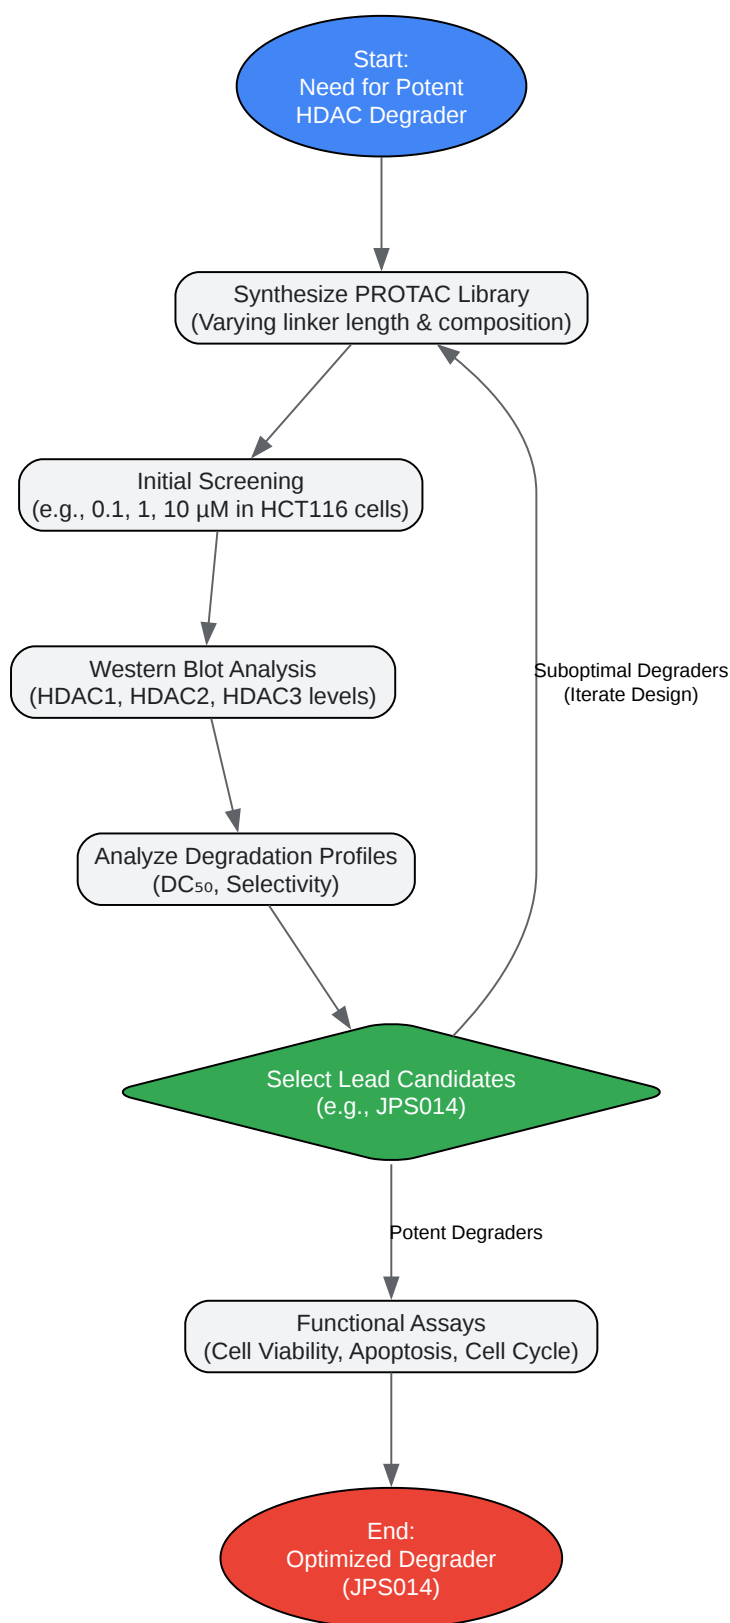 Start:
Need for Potent
HDAC Degrader
Synthesize PROTAC Library
(Varying linker length & composition)
Initial Screening
(e.g., 0.1, 1, 10 µM in HCT116 cells)
Western Blot Analysis
(HDAC1, HDAC2, HDAC3 levels)
Suboptimal Degraders
(Iterate Design)
Analyze Degradation Profiles
(DC₅₀, Selectivity)
Select Lead Candidates
(e.g., JPS014)
Potent Degraders
Functional Assays
(Cell Viability, Apoptosis, Cell Cycle)
End:
Optimized Degrader
(JPS014)